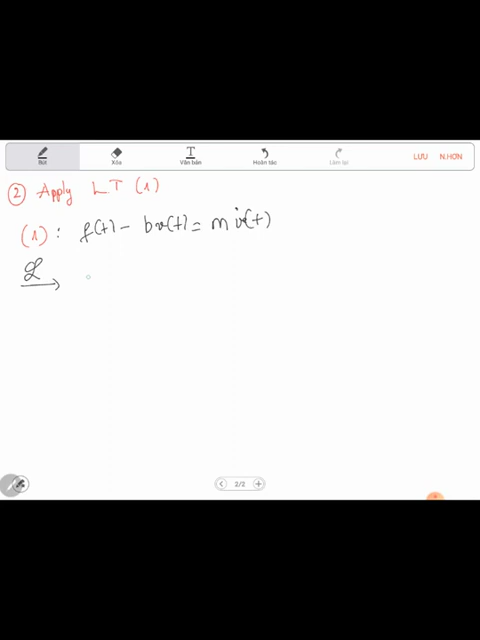 Bút Xóa Văn bản Hoàn tác Làm lại LƯU N.HƠN
② Apply L.T (1)
(1) : f(t) - bv(t) = m v̇(t)
ℒ
→
2/2